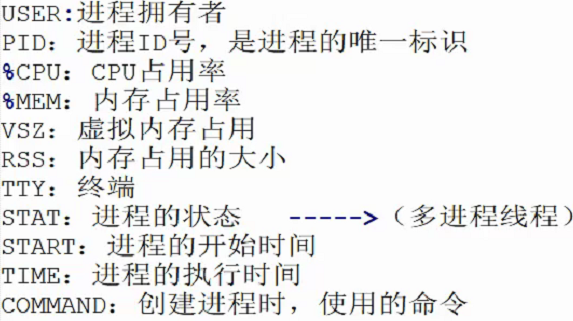 USER:进程拥有者
PID：进程ID号，是进程的唯一标识
%CPU：CPU占用率
%MEM：内存占用率
VSZ：虚拟内存占用
RSS：内存占用的大小
TTY：终端
STAT：进程的状态 ----->（多进程线程）
START：进程的开始时间
TIME：进程的执行时间
COMMAND：创建进程时，使用的命令